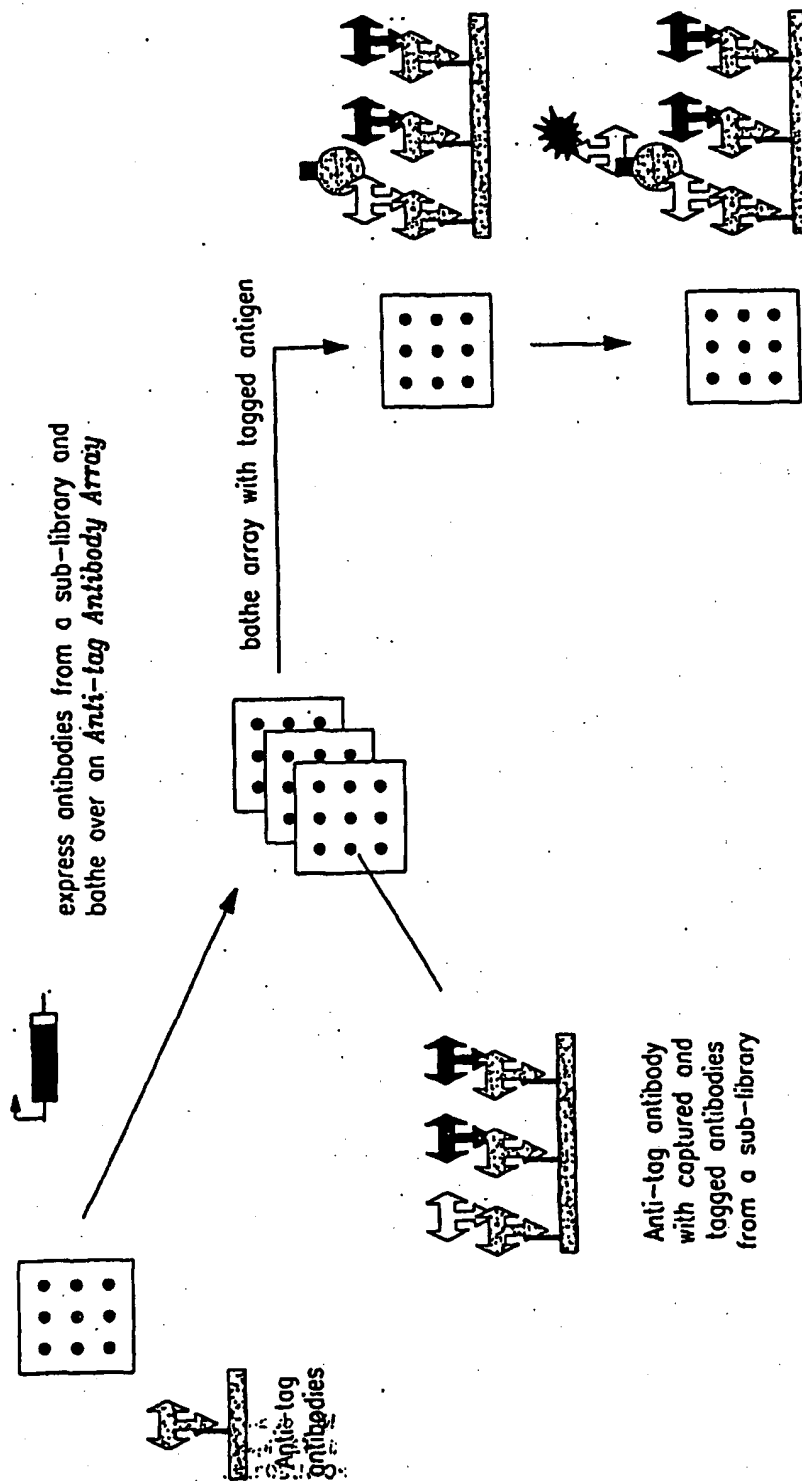 Anti-tag
antibodies
express antibodies from a sub-library and
bathe over an Anti-tag Antibody Array
Anti-tag antibody
with captured and
tagged antibodies
from a sub-library
bathe array with tagged antigen